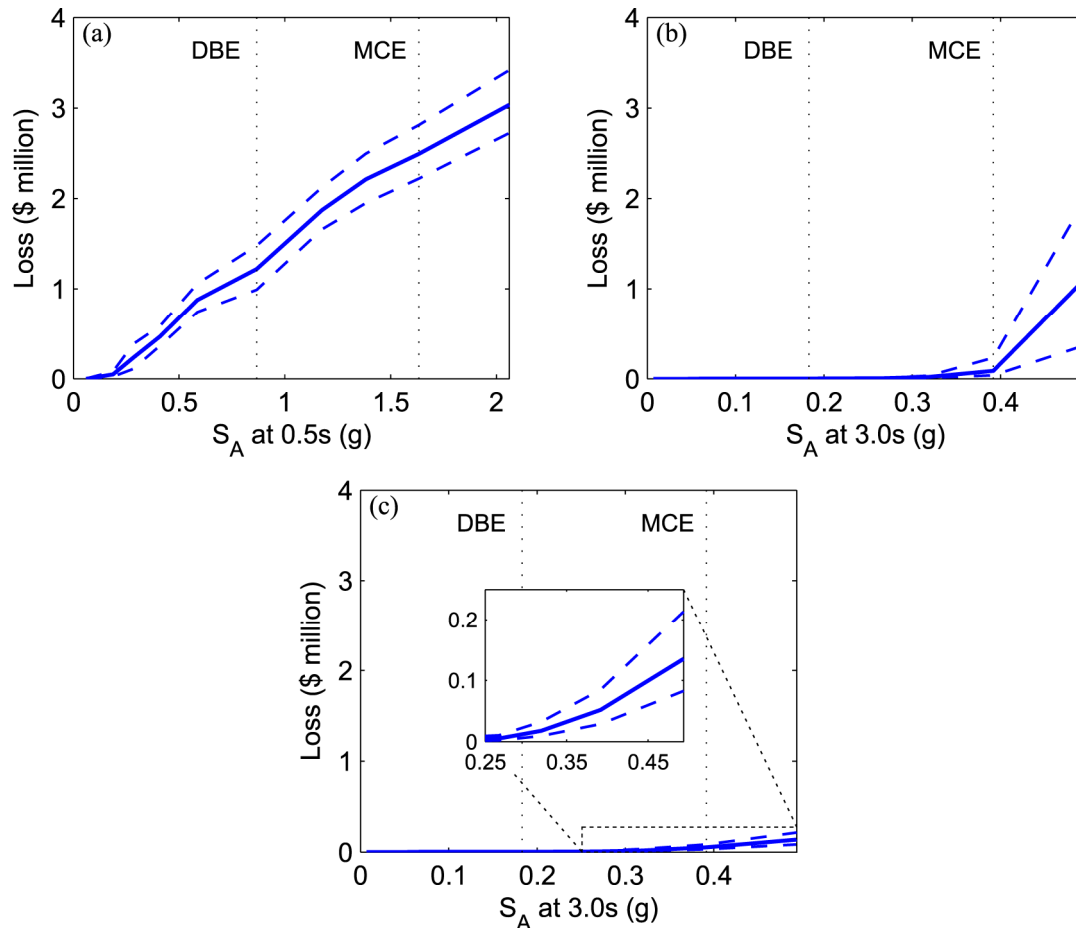 (a)
DBE
MCE
4
3
2
1
0
Loss ($ million)
0
0.5
1
1.5
2
S_A at 0.5s (g)
(b)
DBE
MCE
4
3
2
1
0
Loss ($ million)
0
0.1
0.2
0.3
0.4
S_A at 3.0s (g)
(c)
DBE
MCE
4
3
2
1
0
Loss ($ million)
0.2
0.1
0
0.25
0.35
0.45
0
0.1
0.2
0.3
0.4
S_A at 3.0s (g)